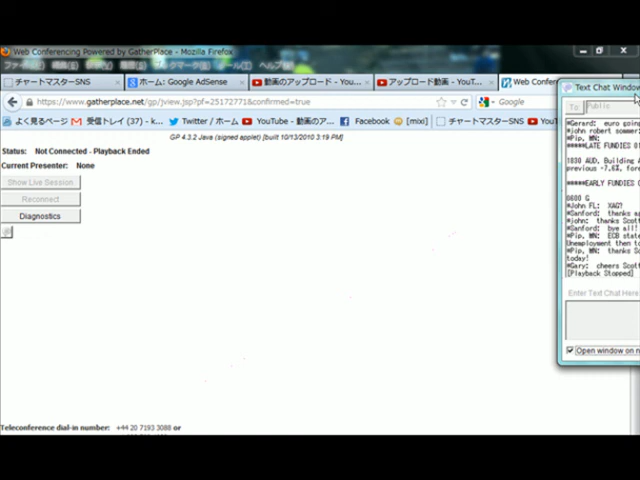 Web Conferencing Powered by GatherPlace - Mozilla Firefox
チャートマスターSNS
ホーム: Google AdSense
動画のアップロード - You...
アップロード動画 - YouT...
Web Confer
https://www.gatherplace.net/gp/jview.jsp?pf=25172771&confirmed=true
Google
よく見るページ
受信トレイ (37) - k...
Twitter / ホーム
YouTube - 動画のアッ...
Facebook
[mixi]
チャートマスターSNS
You
GP 4.3.2 Java (signed applet) [built 10/13/2010 3:19 PM]
Status: Not Connected - Playback Ended
Current Presenter: None
Show Live Session
Reconnect
Diagnostics
Teleconference dial-in number: +44 20 7193 3088 or
Text Chat Window
To
Public
*Gerard: euro going
*john robert sommer:
*Pip, MN:
*****LATE FUNDIES 01
1030 AUD, Building A
previous -7.6%, for
*****EARLY FUNDIES
*John FL: XAG?
*Sanford: thanks
*john: thanks Scott
*Sanford: bye all!
*Pip, MN: ECB state
Unemployment then to
*Pip, MN: thanks Sc
today!
*Gary: cheers Scott
[Playback Stopped]
Enter Text Chat Here
Open window on n